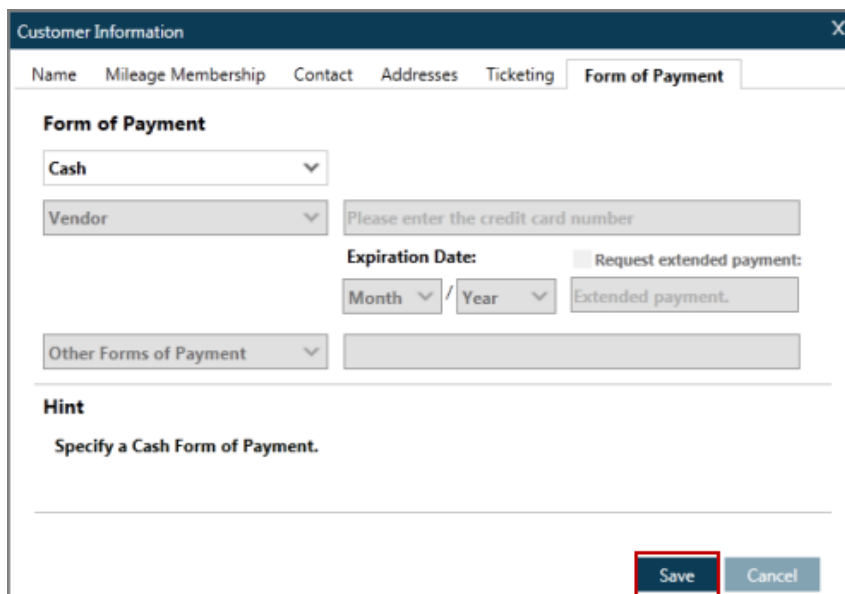 Customer Information X
Name Mileage Membership Contact Addresses Ticketing Form of Payment
Form of Payment
Cash
Vendor Please enter the credit card number
Expiration Date: Request extended payment:
Month / Year Extended payment.
Other Forms of Payment
Hint
Specify a Cash Form of Payment.
Save Cancel